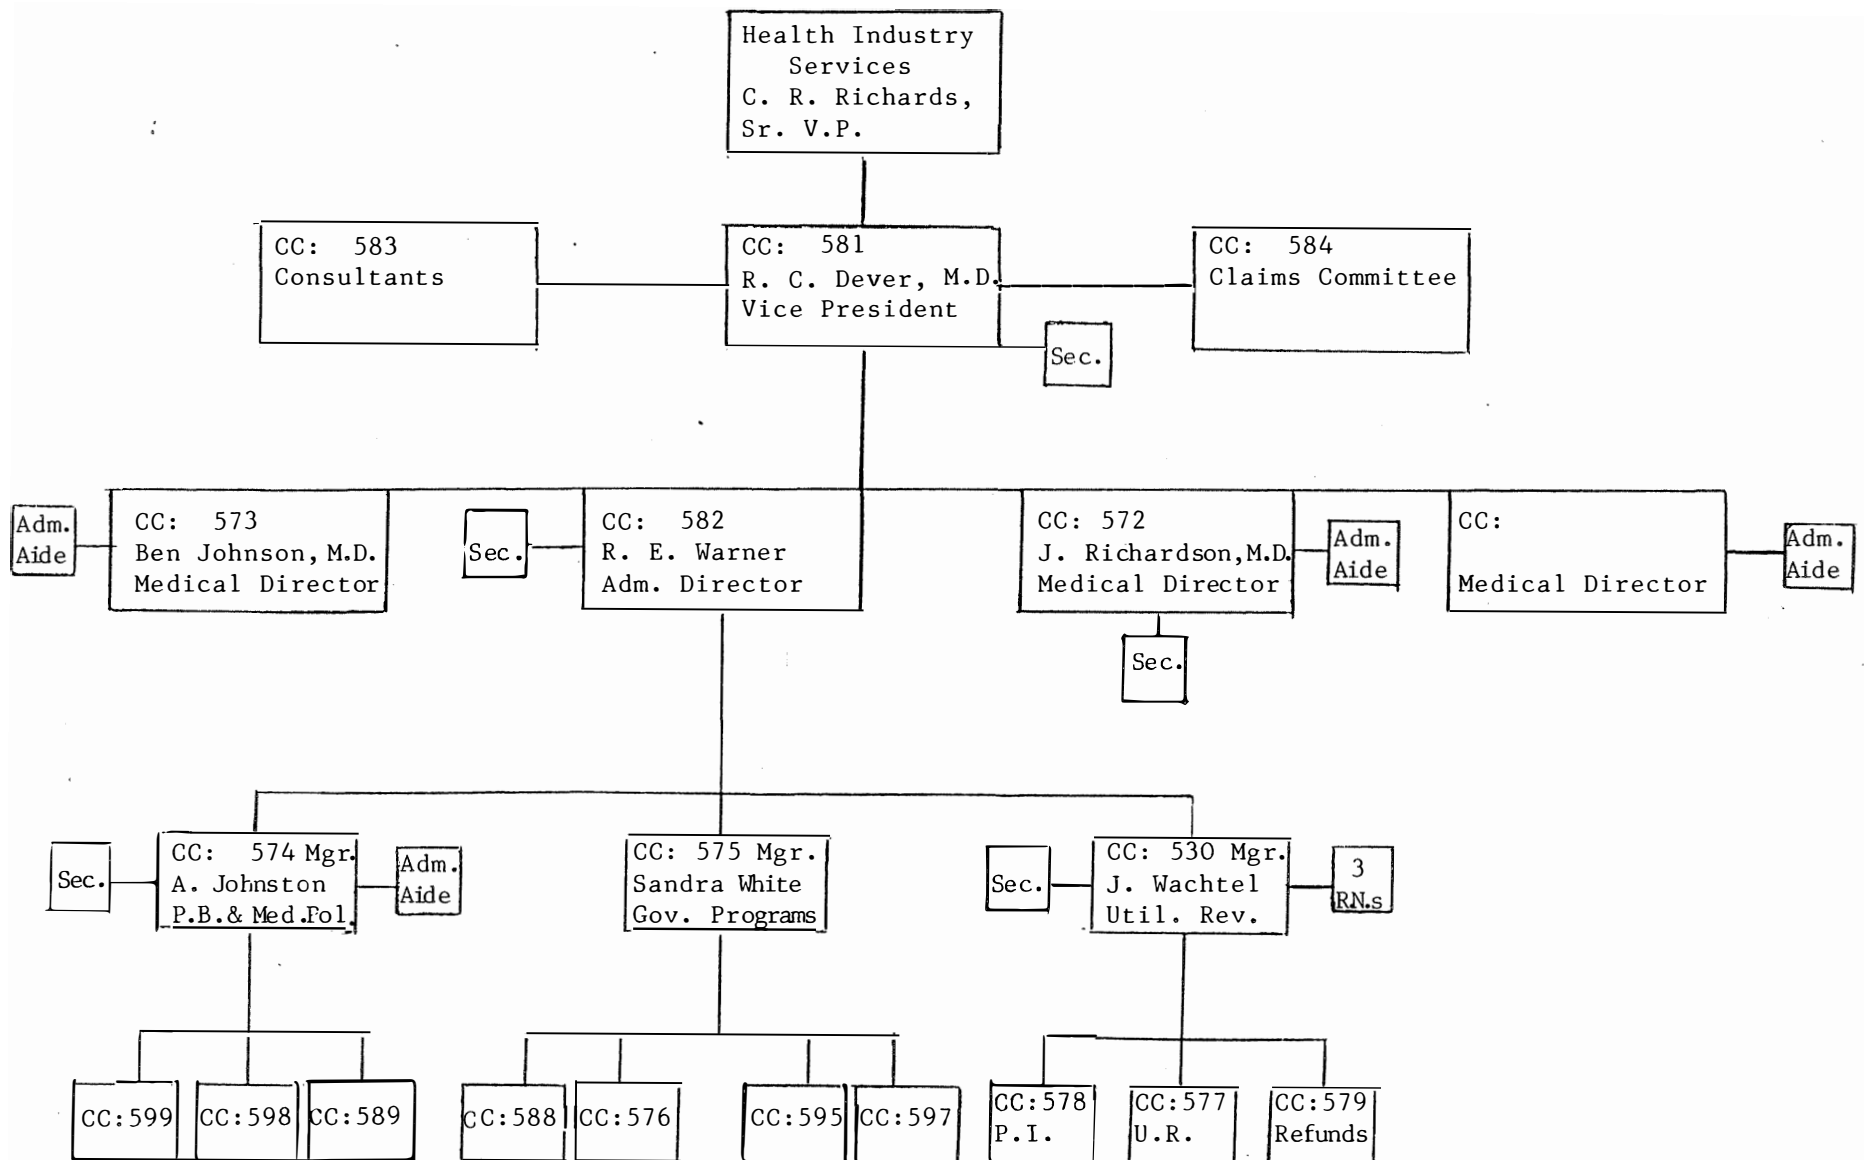 Health Industry
Services
C. R. Richards,
Sr. V.P.
CC: 583
Consultants
CC: 581
R. C. Dever, M.D.
Vice President
CC: 584
Claims Committee
Sec.
Adm.
Aide
CC: 573
Ben Johnson, M.D.
Medical Director
Sec.
CC: 582
R. E. Warner
Adm. Director
CC: 572
J. Richardson, M.D.
Medical Director
Adm.
Aide
CC:
Medical Director
Adm.
Aide
Sec.
Sec.
CC: 574 Mgr.
A. Johnston
P.B.& Med.Pol.
Adm.
Aide
CC: 575 Mgr.
Sandra White
Gov. Programs
Sec.
CC: 530 Mgr.
J. Wachtel
Util. Rev.
3
RN.s
CC:599
CC:598
CC:589
CC:588
CC:576
CC:595
CC:597
CC:578
P.I.
CC:577
U.R.
CC:579
Refunds